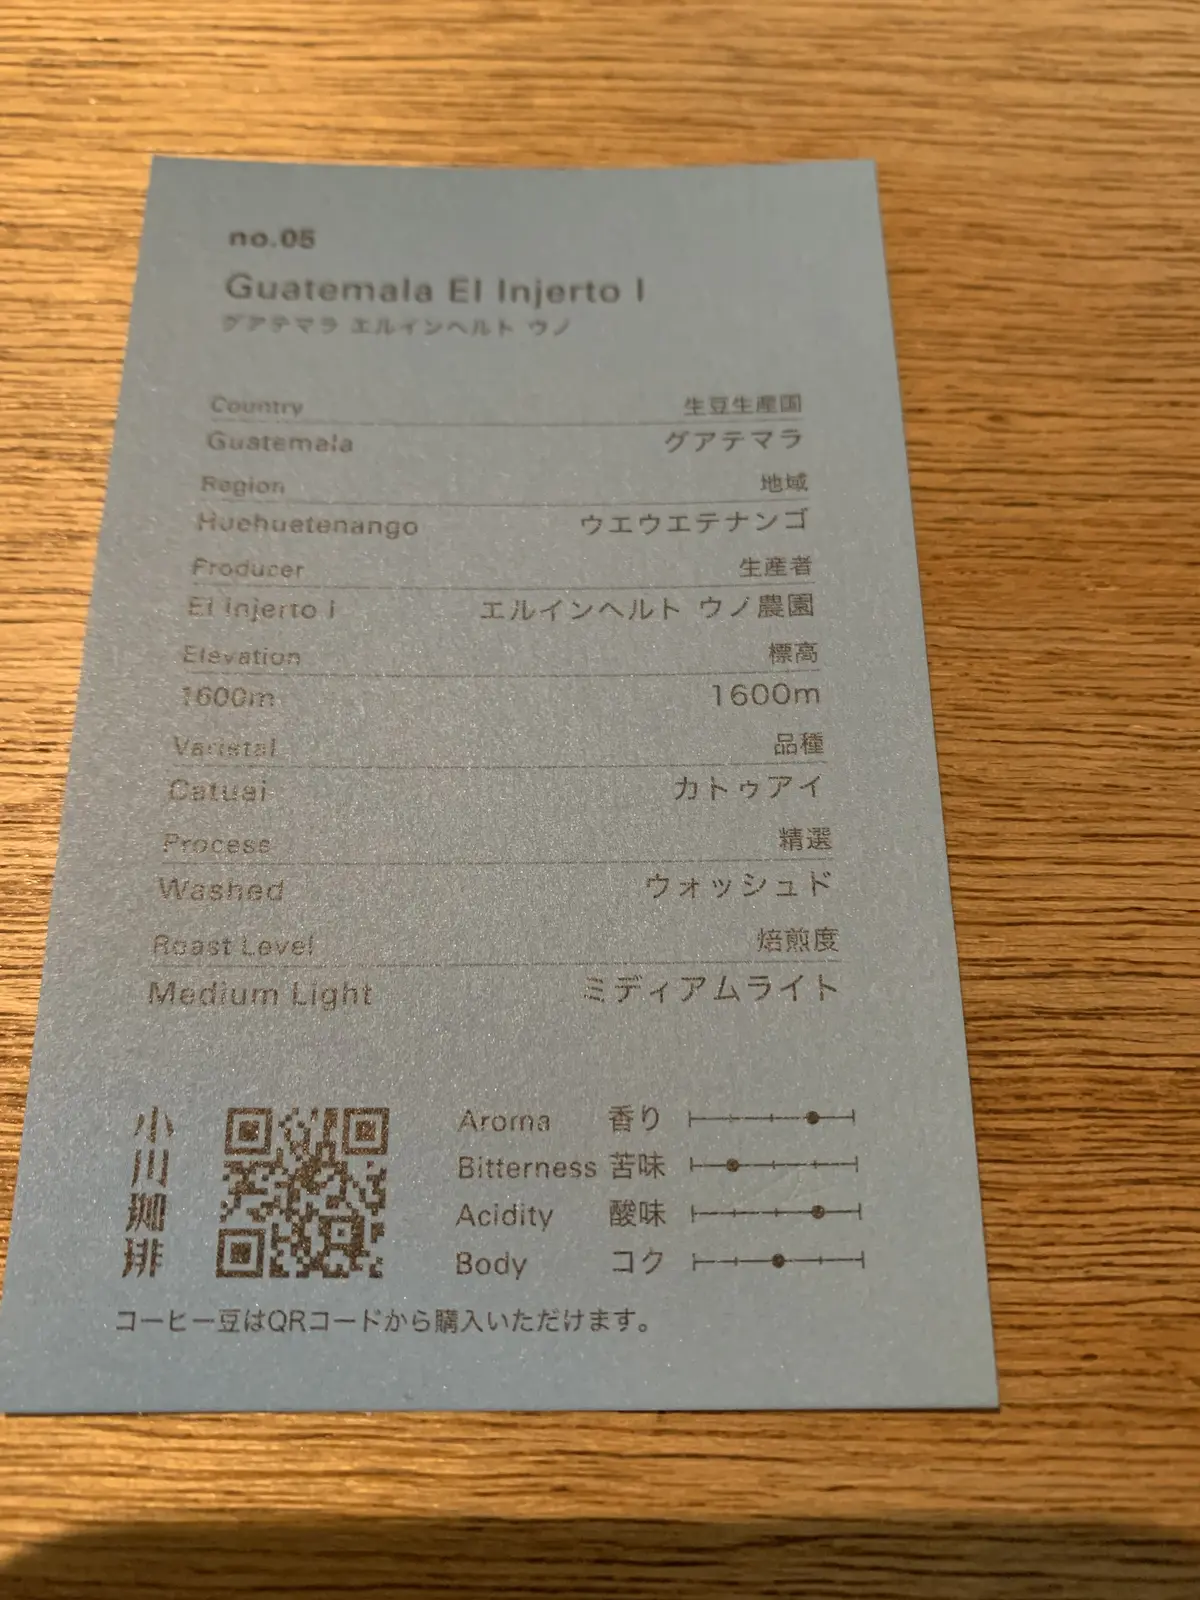 no.05
Guatemala El Injerto I
グアテマラ エルインヘルト ウノ
Country 生豆生産国
Guatemala グアテマラ
Region 地域
Huehuetenango ウエウエテナンゴ
Producer 生産者
El Injerto I エルインヘルト ウノ農園
Elevation 標高
1600m 1600m
Varietal 品種
Catuai カトゥアイ
Process 精選
Washed ウォッシュド
Roast Level 焙煎度
Medium Light ミディアムライト
小川珈琲
Aroma 香り
Bitterness 苦味
Acidity 酸味
Body コク
コーヒー豆はQRコードから購入いただけます。